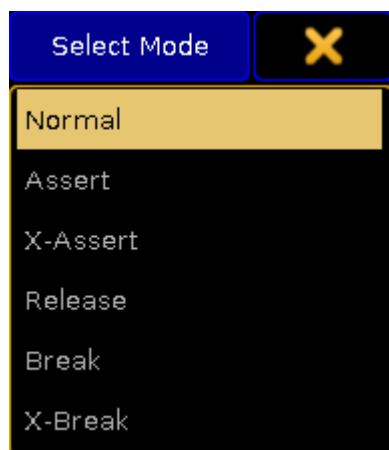 Select Mode
Normal
Assert
X-Assert
Release
Break
X-Break